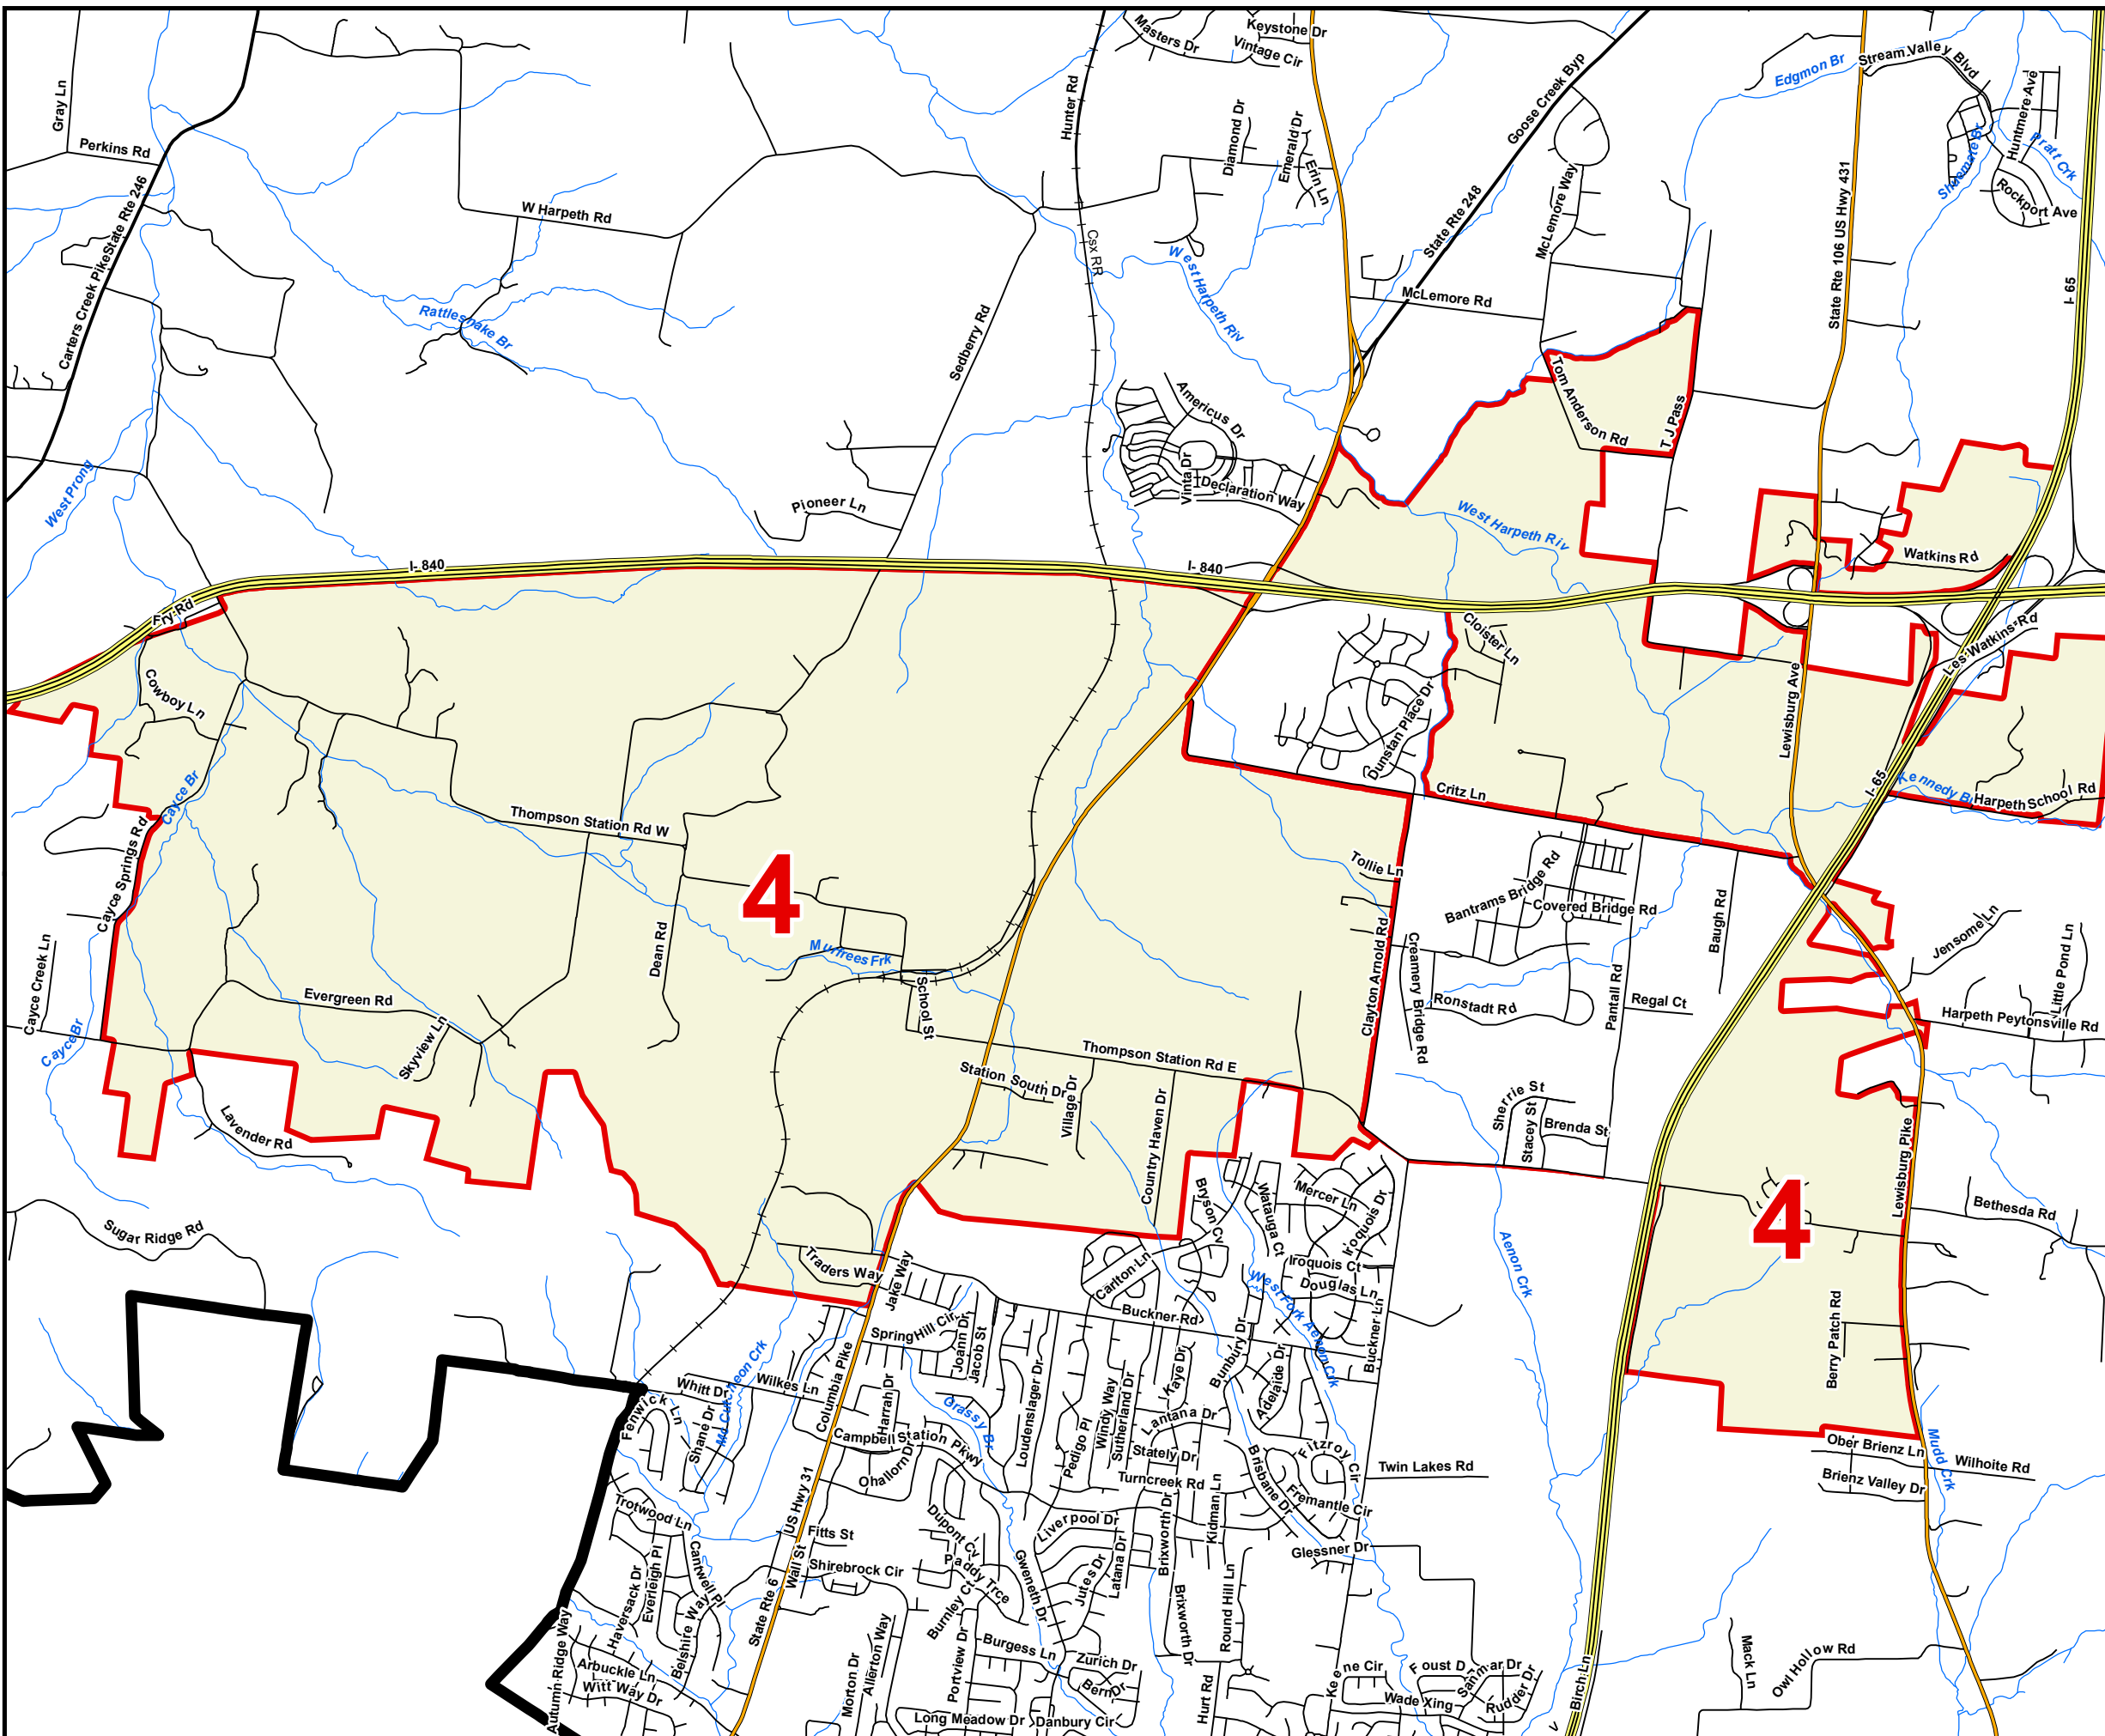 Masters Dr
Keystone Dr
Vintage Cir
Gray Ln
Perkins Rd
Hunter Rd
Diamond Dr
Emerald Dr
Erin Ln
Goose Creek Byp
State Rte 248
McLemore Way
Edgmon Br
Stream Valley Blvd
Huntmere Ave
Pratt Crk
Rockport Ave
State Rte 106 US Hwy 431
I- 65
Carters Creek Pike
State Rte 246
W Harpeth Rd
Csx RR
West Harpeth Riv
McLemore Rd
Rattlesnake Br
Sedberry Rd
Americus Dr
Vinta Dr
Declaration Way
Tom Anderson Rd
T J Pass
West Prong
Pioneer Ln
West Harpeth Riv
Watkins Rd
I- 840
I- 840
Fry Rd
Cloister Ln
Les Watkins Rd
Cowboy Ln
Dunstan Place Dr
Lewisburg Ave
Critz Ln
I- 65
Harpeth School Rd
Cayce Br
Thompson Station Rd W
Cayce Springs Rd
4
Tollie Ln
Bantrams Bridge Rd
Covered Bridge Rd
Baugh Rd
Dean Rd
Murfrees Frk
Clayton Arnold Rd
Creamery Bridge Rd
Jensome Ln
Little Pond Ln
Cayce Creek Ln
Evergreen Rd
School St
Ronstadt Rd
Pantall Rd
Regal Ct
Harpeth Peytonsville Rd
Cayce Br
Skyview Ln
Thompson Station Rd E
Station South Dr
Village Dr
Country Haven Dr
Sherrie St
Stacey St
Brenda St
Lavender Rd
Lewisburg Pike
4
Bethesda Rd
Sugar Ridge Rd
Bryson Cv
Watauga Ct
Mercer Ln
Iroquois Dr
Iroquois Ct
Douglas Ln
Aenon Crk
Traders Way
Jake Way
Carlton Ln
West Fork Aenon Crk
Buckner Rd
Buckner Ln
Berry Patch Rd
Spring Hill Cir
Joann Dr
Jacob St
McCutcheon Crk
Whitt Dr
Wilkes Ln
Columbia Pike
Fenwick Ln
Shane Dr
Harrah Dr
Grassy Br
Loudenslager Dr
Pedigo Pl
Windy Way
Sutherland Dr
Kaye Dr
Bunbury Dr
Adelaide Dr
Lantana Dr
Campbell Station Pkwy
Ohallorn Dr
Stately Dr
Turncreek Rd
Brisbane Dr
Fitzroy Cir
Fremantle Cir
Twin Lakes Rd
Ober Brienz Ln
Wilhoite Rd
Brienz Valley Dr
Mudd Crk
Trotwood Ln
US Hwy 31
Fitts St
Dupont Cv
Liverpool Dr
Brixworth Dr
Kidman Ln
Glessner Dr
Wall St
Shirebrock Cir
Paddy Trce
Gweneth Dr
Jutes Dr
Latana Dr
Cantwell Pl
Everleigh Pl
Haversack Dr
State Rte 6
Belshire Way
Burnley Ct
Brixworth Dr
Round Hill Ln
Autumn Ridge Way
Arbuckle Ln
Witt Way Dr
Morton Dr
Allerton Way
Portview Dr
Burgess Ln
Zurich Dr
Bern Dr
Long Meadow Dr
Danbury Cir
Hurt Rd
Wade Xing
Rudder Dr
Birch Ln
Mack Ln
Owl Hollow Rd